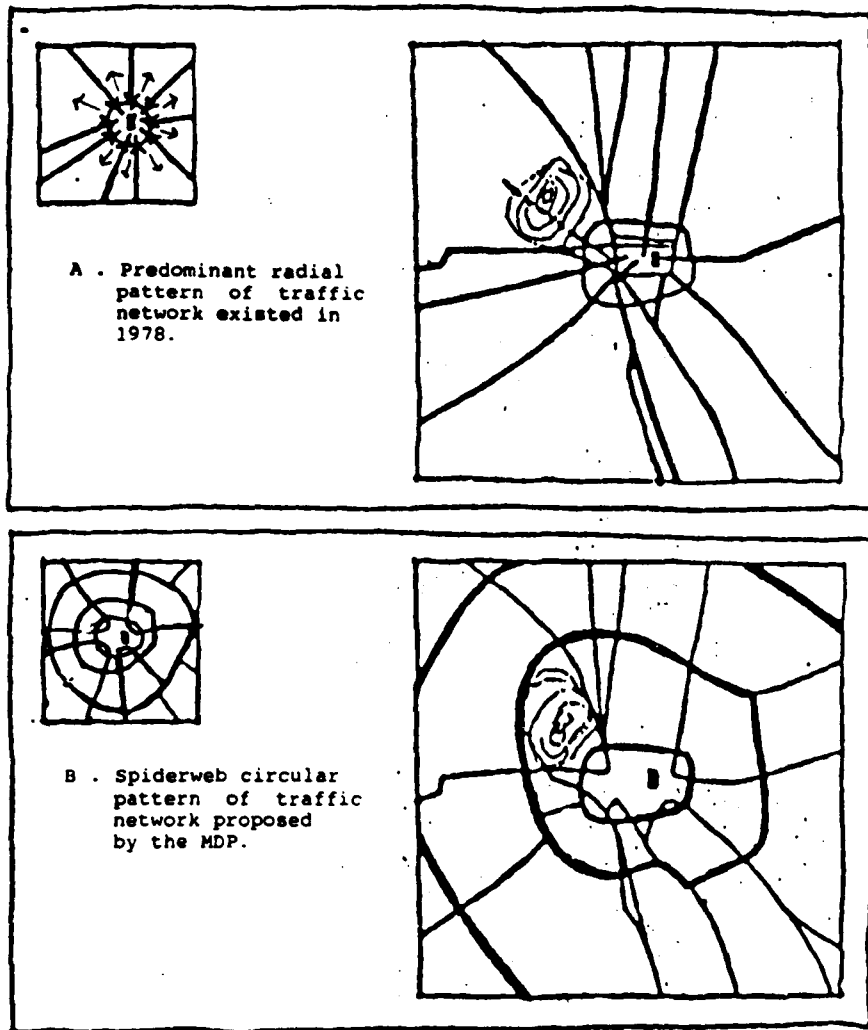 A . Predominant radial
pattern of traffic
network existed in
1978.
B . Spiderweb circular
pattern of traffic
network proposed
by the MDP.